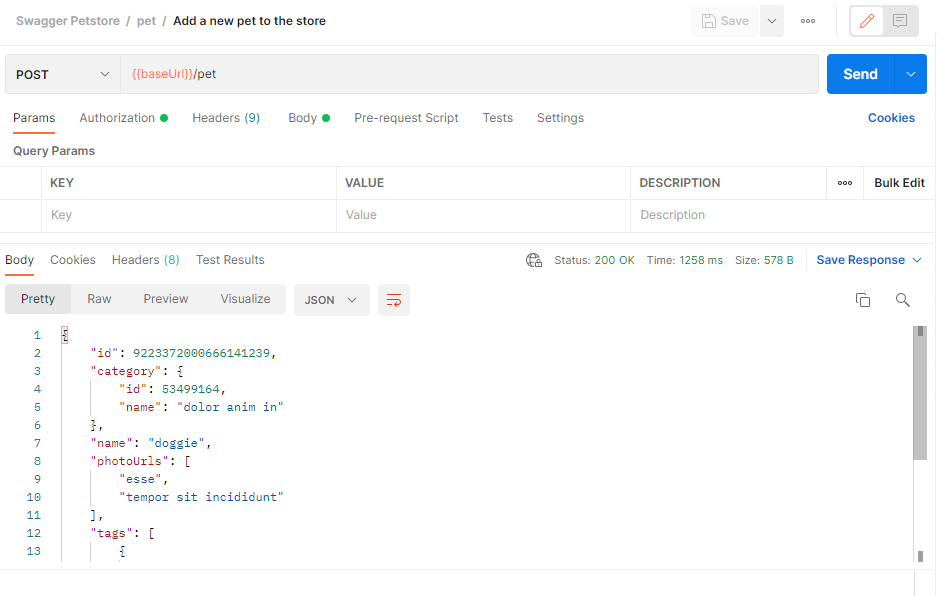 Swagger Petstore / pet / Add a new pet to the store
Save
POST
{{baseUrl}}/pet
Send
Params Authorization Headers (9) Body Pre-request Script Tests Settings Cookies
Query Params
KEY VALUE DESCRIPTION Bulk Edit
Key Value Description
Body Cookies Headers (8) Test Results Status: 200 OK Time: 1258 ms Size: 578 B Save Response
Pretty Raw Preview Visualize JSON
1 {
2 "id": 9223372000666141239,
3 "category": {
4 "id": 53499164,
5 "name": "dolor anim in"
6 },
7 "name": "doggie",
8 "photoUrls": [
9 "esse",
10 "tempor sit incididunt"
11 ],
12 "tags": [
13 {